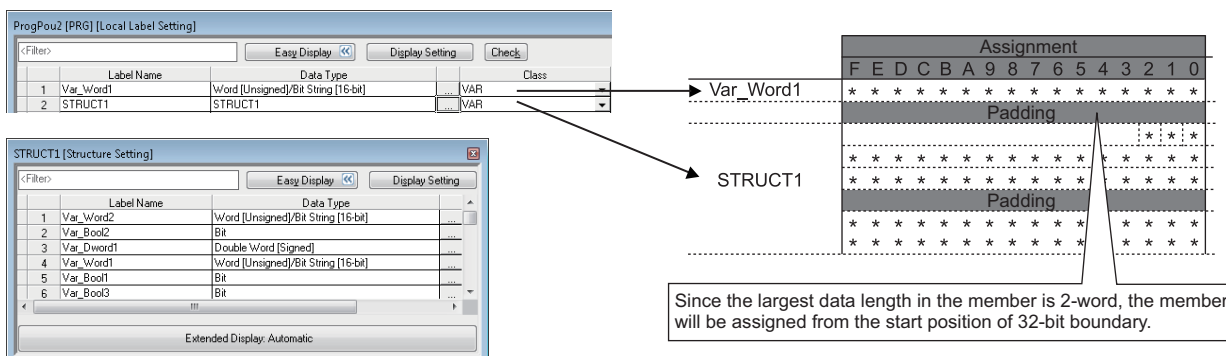 ProgPou2 [PRG] [Local Label Setting]
<Filter> Easy Display Display Setting Check
Label Name Data Type Class
1 Var_Word1 Word [Unsigned]/Bit String [16-bit] ... VAR
2 STRUCT1 STRUCT1 ... VAR
STRUCT1 [Structure Setting]
<Filter> Easy Display Display Setting
Label Name Data Type
1 Var_Word2 Word [Unsigned]/Bit String [16-bit] ...
2 Var_Bool2 Bit ...
3 Var_Dword1 Double Word [Signed] ...
4 Var_Word1 Word [Unsigned]/Bit String [16-bit] ...
5 Var_Bool1 Bit ...
6 Var_Bool3 Bit ...
Extended Display: Automatic
Assignment
F E D C B A 9 8 7 6 5 4 3 2 1 0
Var_Word1 * * * * * * * * * * * * * * * *
Padding
* * *
STRUCT1
* * * * * * * * * * * * * * * *
* * * * * * * * * * * * * * * *
Padding
* * * * * * * * * * * * * * *
* * * * * * * * * * * * * * *
Since the largest data length in the member is 2-word, the member
will be assigned from the start position of 32-bit boundary.